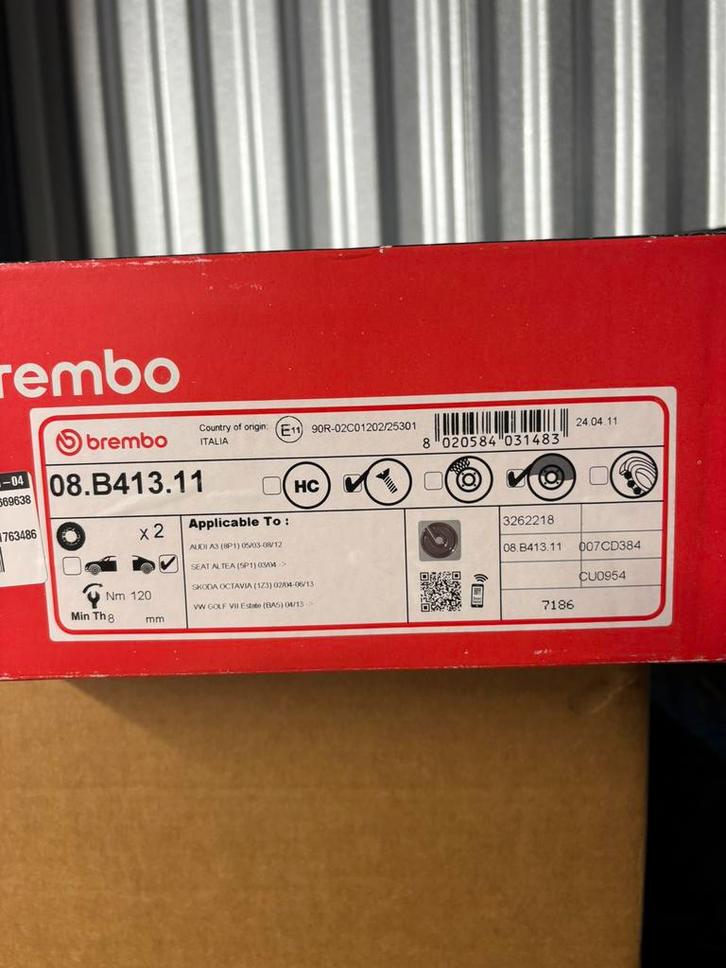 rembo
brembo
Country of origin:
ITALIA
E11
90R-02C01202/25301
8 020584 031483
24.04.11
08.B413.11
HC
-04
669638
1763486
x 2
Nm 120
Min Th 8 mm
Applicable To :
AUDI A3 (8P1) 05/03-08/12
SEAT ALTEA (5P1) 03/04 ->
SKODA OCTAVIA (1Z3) 02/04-06/13
VW GOLF VII Estate (BA5) 04/13 ->
3262218
08.B413.11 007CD384
CU0954
7186